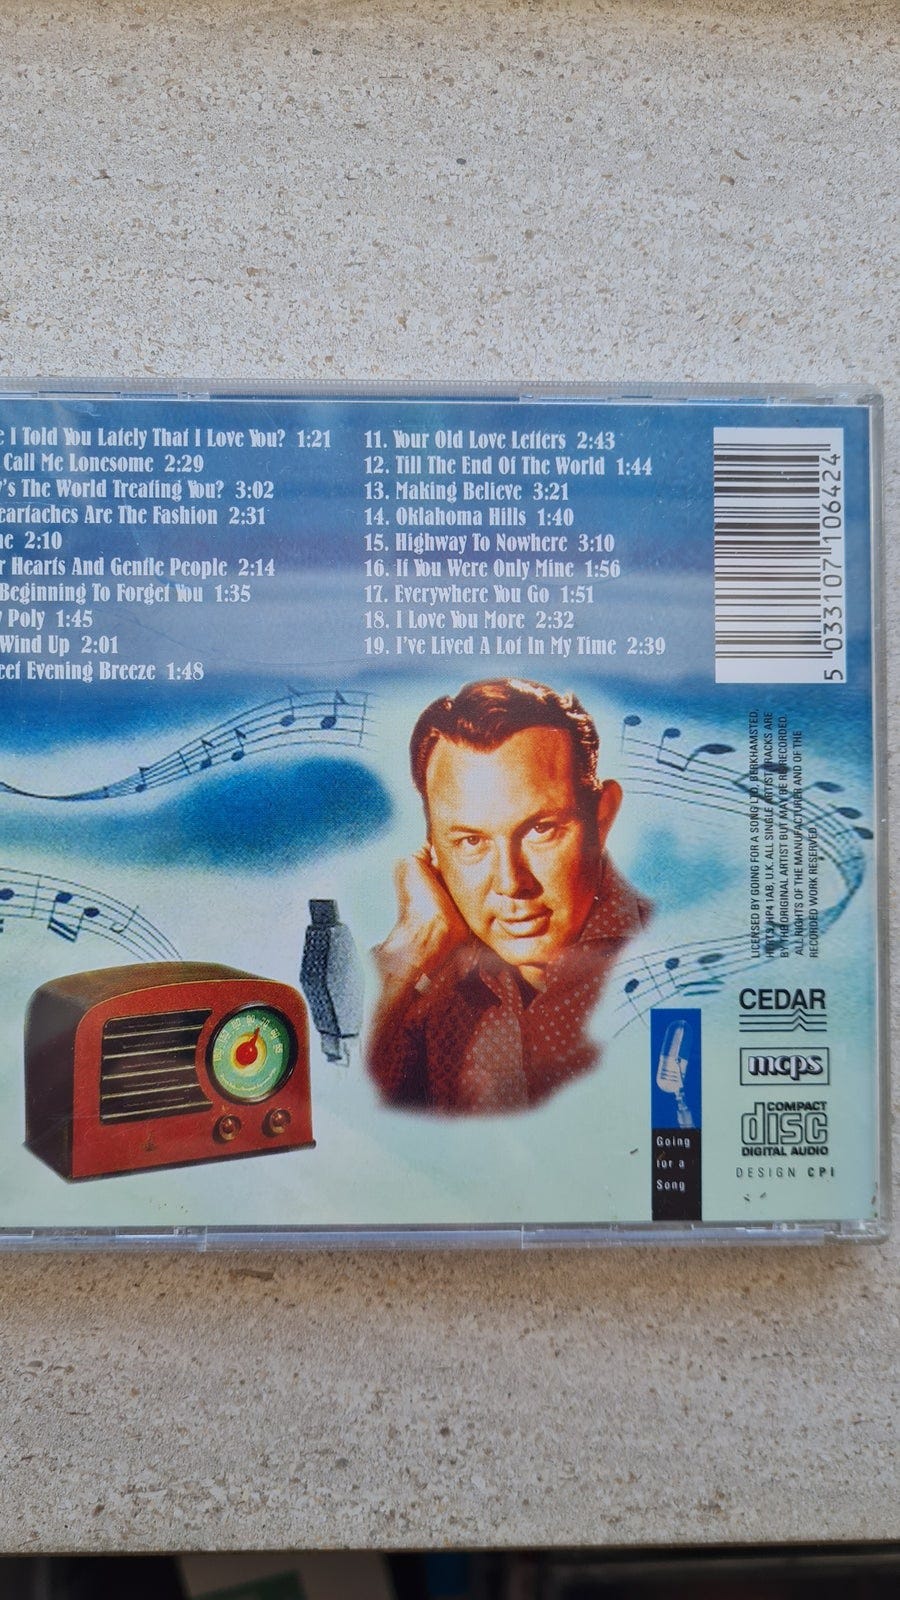 e I Told You Lately That I Love You? 1:21
Call Me Lonesome 2:29
's The World Treating You? 3:02
eartaches Are The Fashion 2:31
ne 2:10
r Hearts And Gentle People 2:14
Beginning To Forget You 1:35
y Poly 1:45
Wind Up 2:01
eet Evening Breeze 1:48
11. Your Old Love Letters 2:43
12. Till The End Of The World 1:44
13. Making Believe 3:21
14. Oklahoma Hills 1:40
15. Highway To Nowhere 3:10
16. If You Were Only Mine 1:56
17. Everywhere You Go 1:51
18. I Love You More 2:32
19. I've Lived A Lot In My Time 2:39
5 033107 106424
LICENSED BY GOING FOR A SONG LTD. BERKHAMSTED,
HERTS. HP4 1AB, U.K. ALL SINGLE ARTIST TRACKS ARE
BY THE ORIGINAL ARTIST BUT MAY BE RE-RECORDED.
ALL RIGHTS OF THE MANUFACTURER AND OF THE
RECORDED WORK RESERVED.
CEDAR
mcps
COMPACT
disc
DIGITAL AUDIO
DESIGN CPI
Going
for a
Song